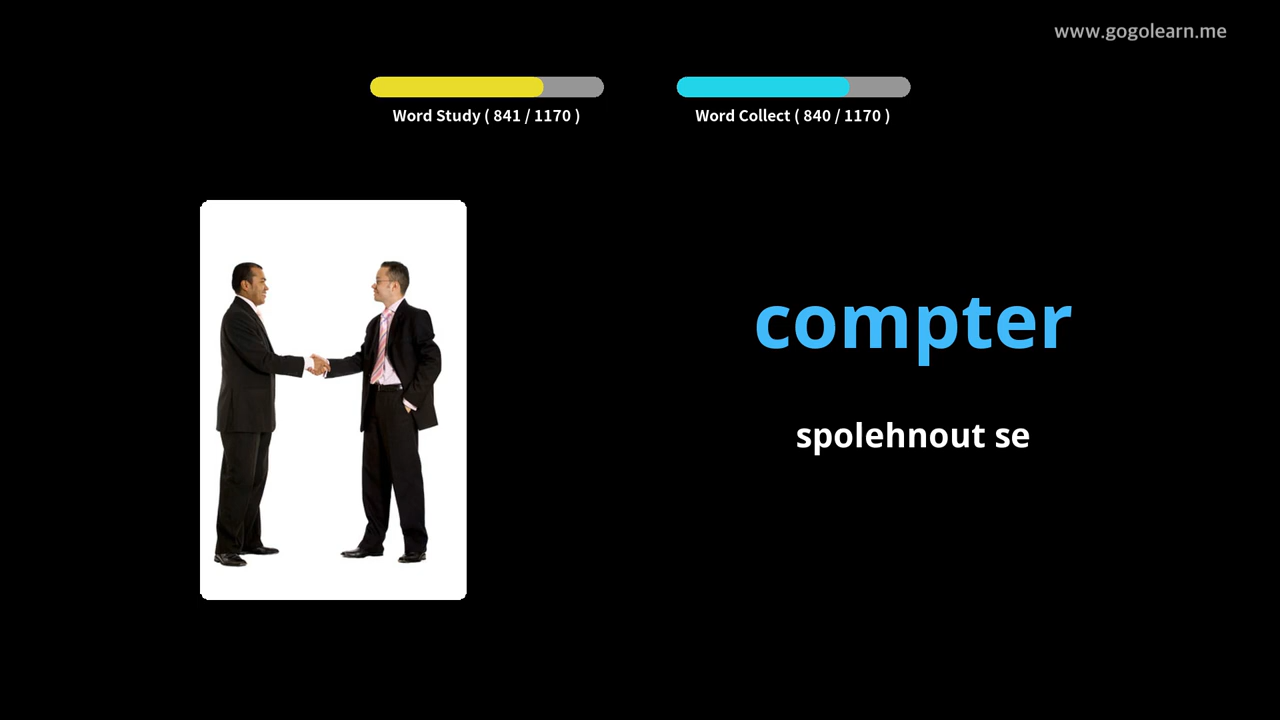 www.gogolearn.me
Word Study ( 841 / 1170 )
Word Collect ( 840 / 1170 )
compter
spolehnout se